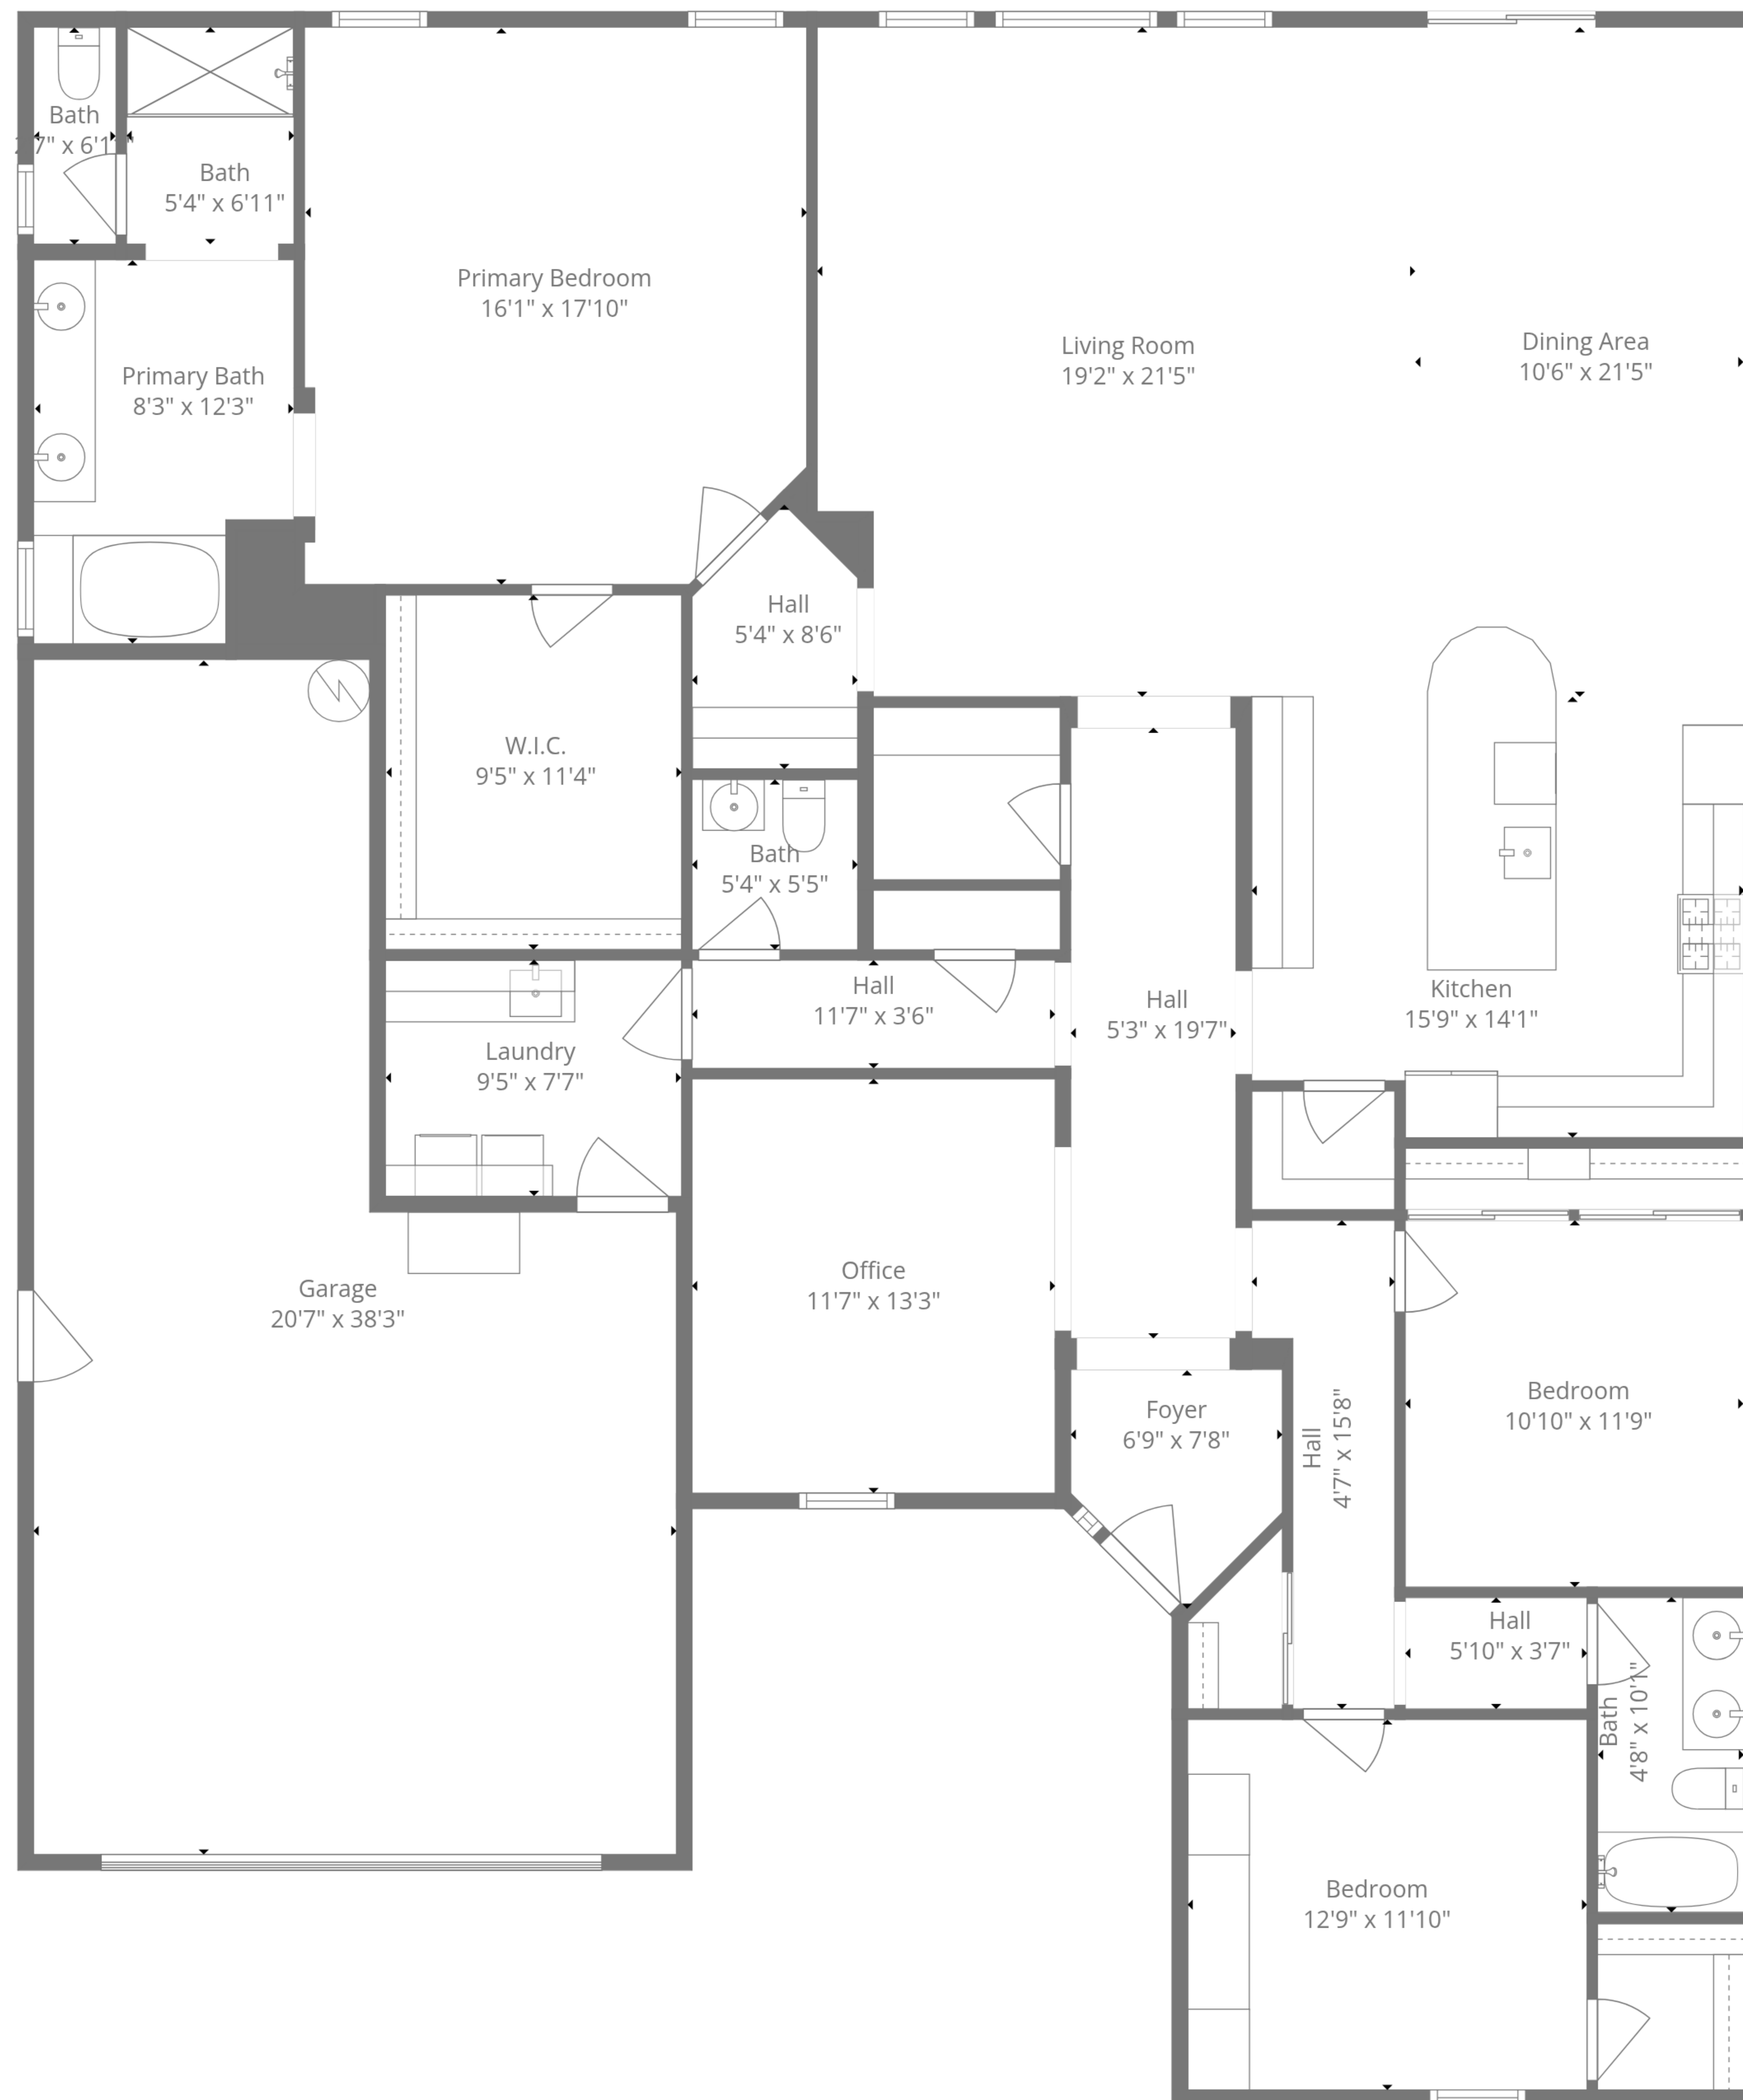 Bath
Bath
5'4" x 6'11"
Primary Bedroom
16'1" x 17'10"
Primary Bath
8'3" x 12'3"
Living Room
19'2" x 21'5"
Dining Area
10'6" x 21'5"
Hall
5'4" x 8'6"
W.I.C.
9'5" x 11'4"
Bath
5'4" x 5'5"
Hall
11'7" x 3'6"
Hall
5'3" x 19'7"
Kitchen
15'9" x 14'1"
Laundry
9'5" x 7'7"
Garage
20'7" x 38'3"
Office
11'7" x 13'3"
Foyer
6'9" x 7'8"
Hall
4'7" x 15'8"
Bedroom
10'10" x 11'9"
Hall
5'10" x 3'7"
Bath
4'8" x 10'1"
Bedroom
12'9" x 11'10"